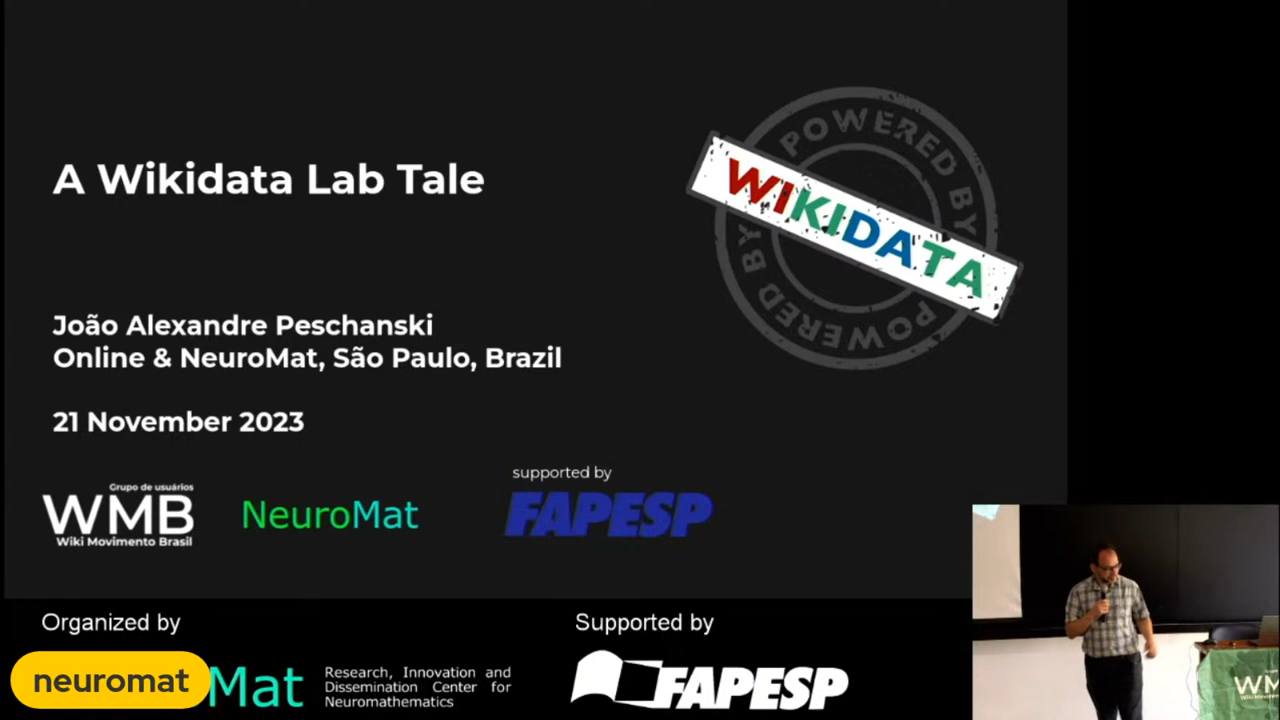 A Wikidata Lab Tale
POWERED BY
WIKIDATA
POWERED BY
João Alexandre Peschanski
Online & NeuroMat, São Paulo, Brazil
21 November 2023
Grupo de usuários
WMB
Wiki Movimento Brasil
NeuroMat
supported by
FAPESP
Organized by
Supported by
neuromat
Mat
Research, Innovation and
Dissemination Center for
Neuromathematics
FAPESP
WM